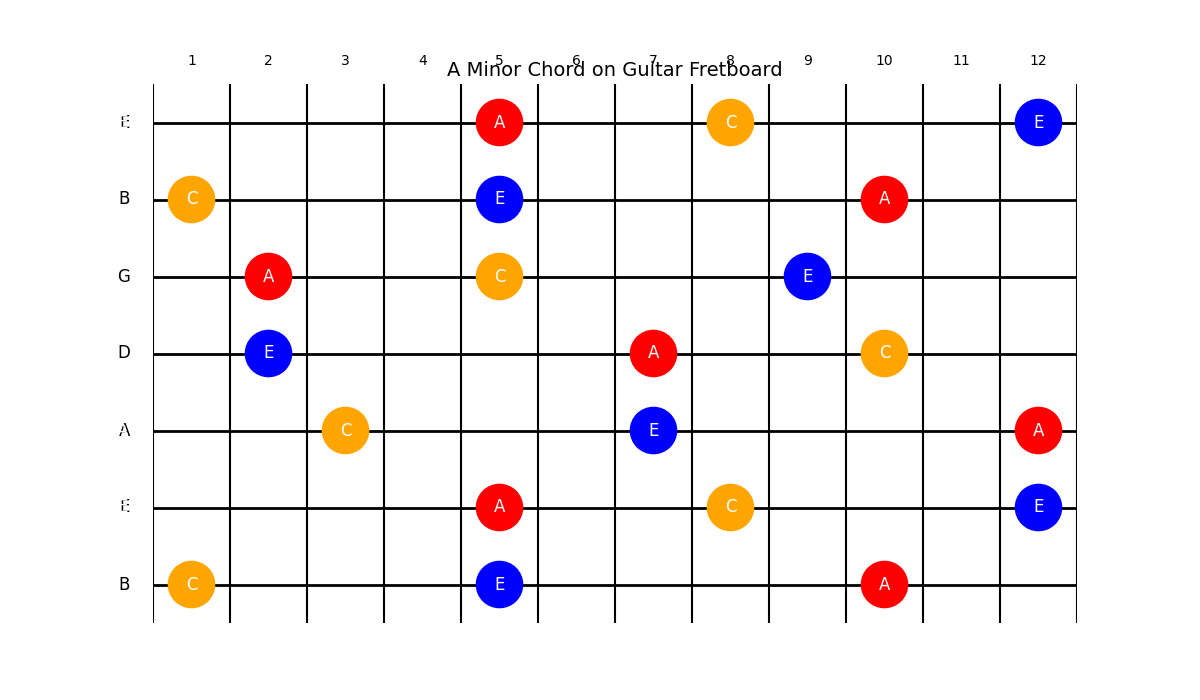 1 2 3 4 5 6 7 8 9 10 11 12
A Minor Chord on Guitar Fretboard
E A C E
B C E A
G A C E
D E A C
A C E A
E A C E
B C E A